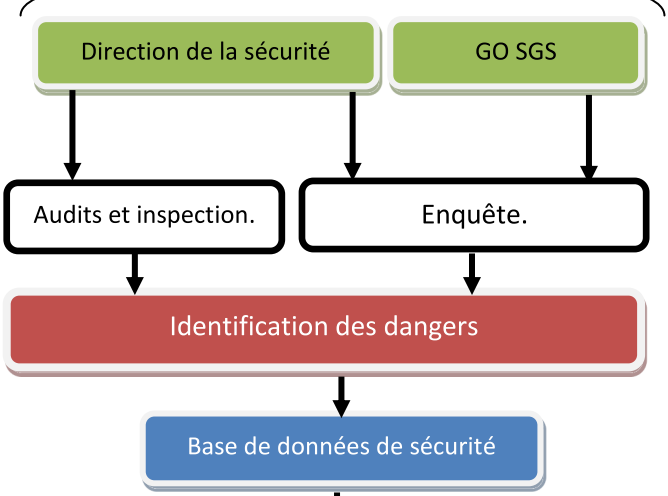 Direction de la sécurité
GO SGS
Audits et inspection.
Enquête.
Identification des dangers
Base de données de sécurité